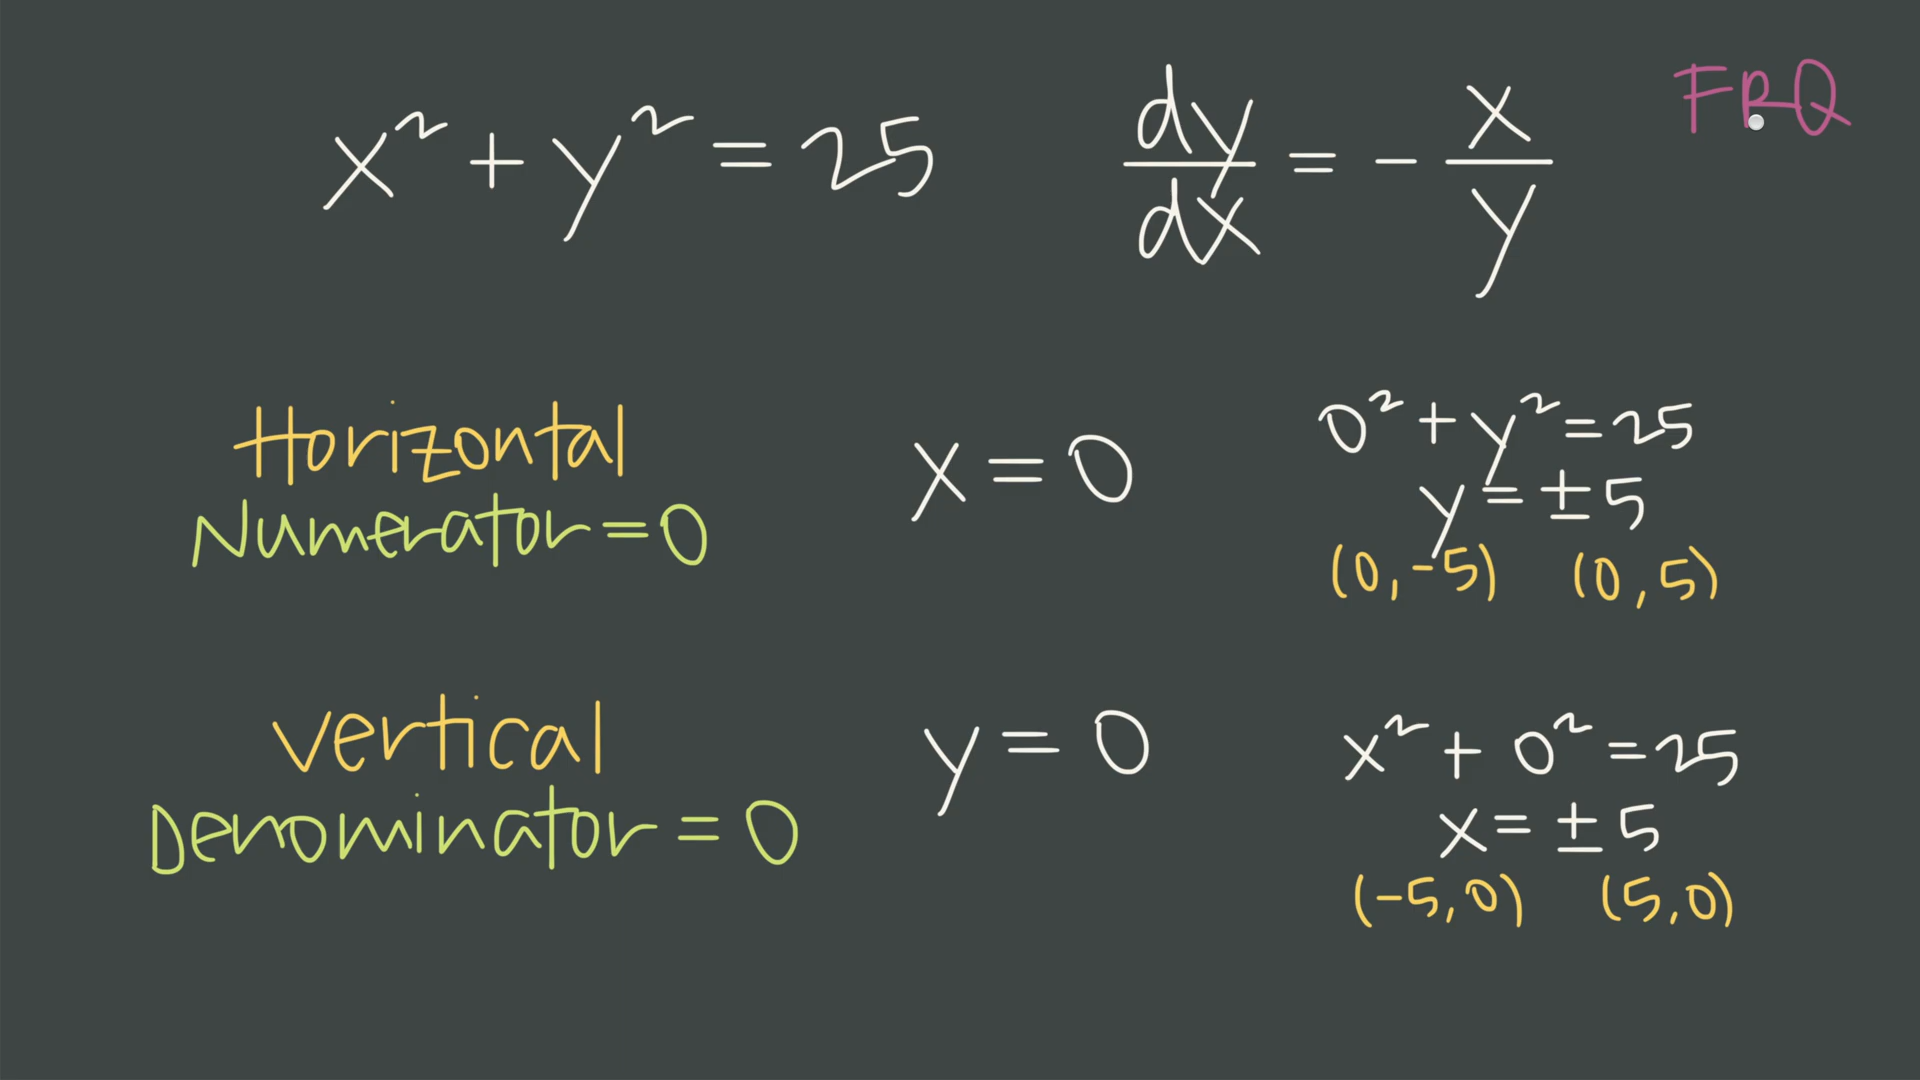 x² + y² = 25
dy/dx = - x/y
FRQ
Horizontal
Numerator = 0
x = 0
0² + y² = 25
y = ± 5
(0, -5) (0, 5)
Vertical
Denominator = 0
y = 0
x² + 0² = 25
x = ± 5
(-5, 0) (5, 0)